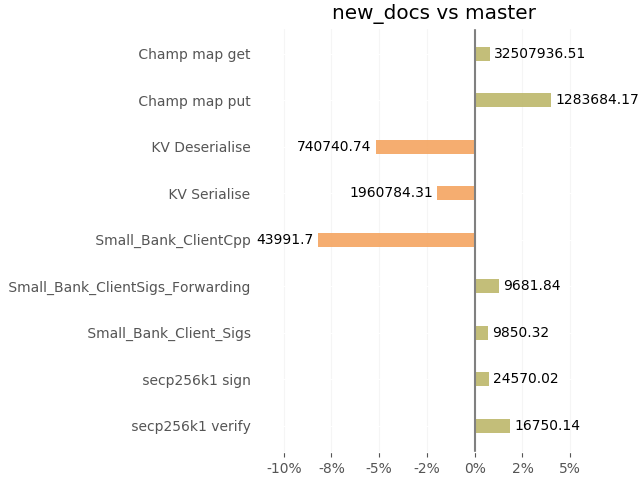 new_docs vs master
Champ map get 32507936.51
Champ map put 1283684.17
KV Deserialise 740740.74
KV Serialise 1960784.31
Small_Bank_ClientCpp 43991.7
Small_Bank_ClientSigs_Forwarding 9681.84
Small_Bank_Client_Sigs 9850.32
secp256k1 sign 24570.02
secp256k1 verify 16750.14
-10% -8% -5% -2% 0% 2% 5%